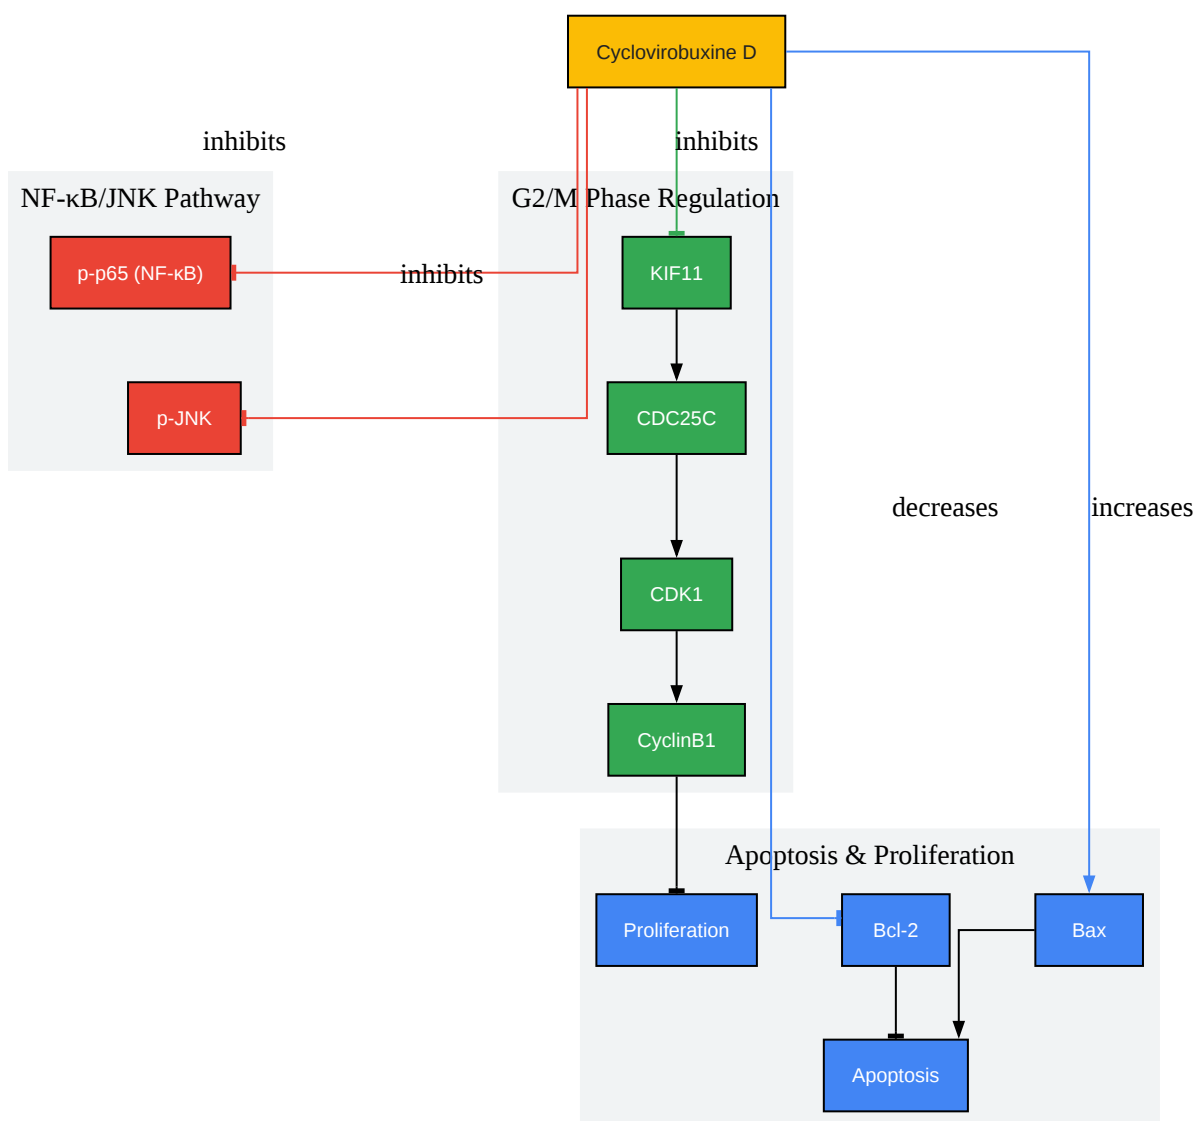 Cyclovirobuxine D
inhibits
inhibits
NF-κB/JNK Pathway
G2/M Phase Regulation
p-p65 (NF-κB)
inhibits
KIF11
p-JNK
CDC25C
decreases
increases
CDK1
CyclinB1
Apoptosis & Proliferation
Proliferation
Bcl-2
Bax
Apoptosis